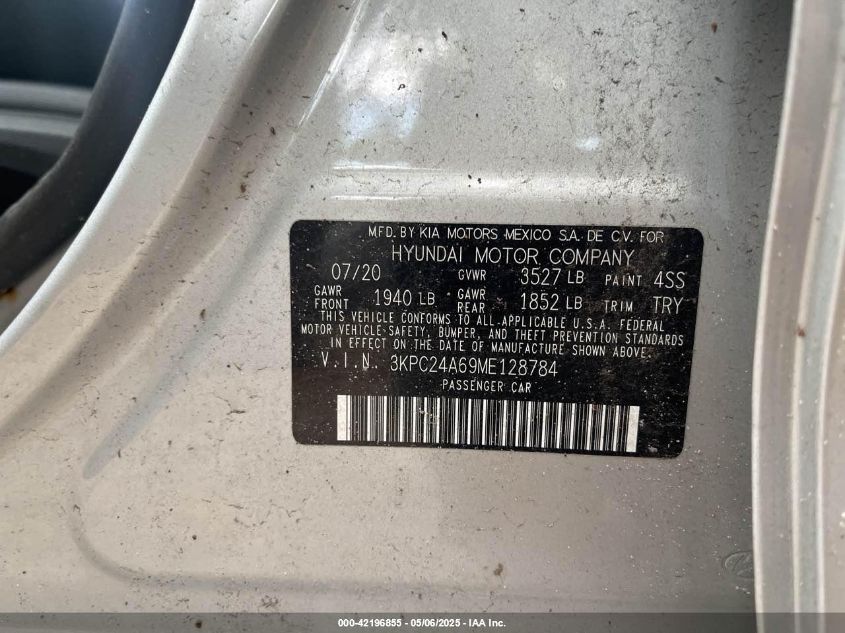 MFD. BY KIA MOTORS MEXICO S.A. DE C.V. FOR
HYUNDAI MOTOR COMPANY
07/20 GVWR 3527 LB PAINT 4SS
GAWR FRONT 1940 LB GAWR REAR 1852 LB TRIM TRY
THIS VEHICLE CONFORMS TO ALL APPLICABLE U.S.A. FEDERAL
MOTOR VEHICLE SAFETY, BUMPER, AND THEFT PREVENTION STANDARDS
IN EFFECT ON THE DATE OF MANUFACTURE SHOWN ABOVE.
V.I.N. 3KPC24A69ME128784
PASSENGER CAR
000-42196855 - 05/06/2025 - IAA Inc.